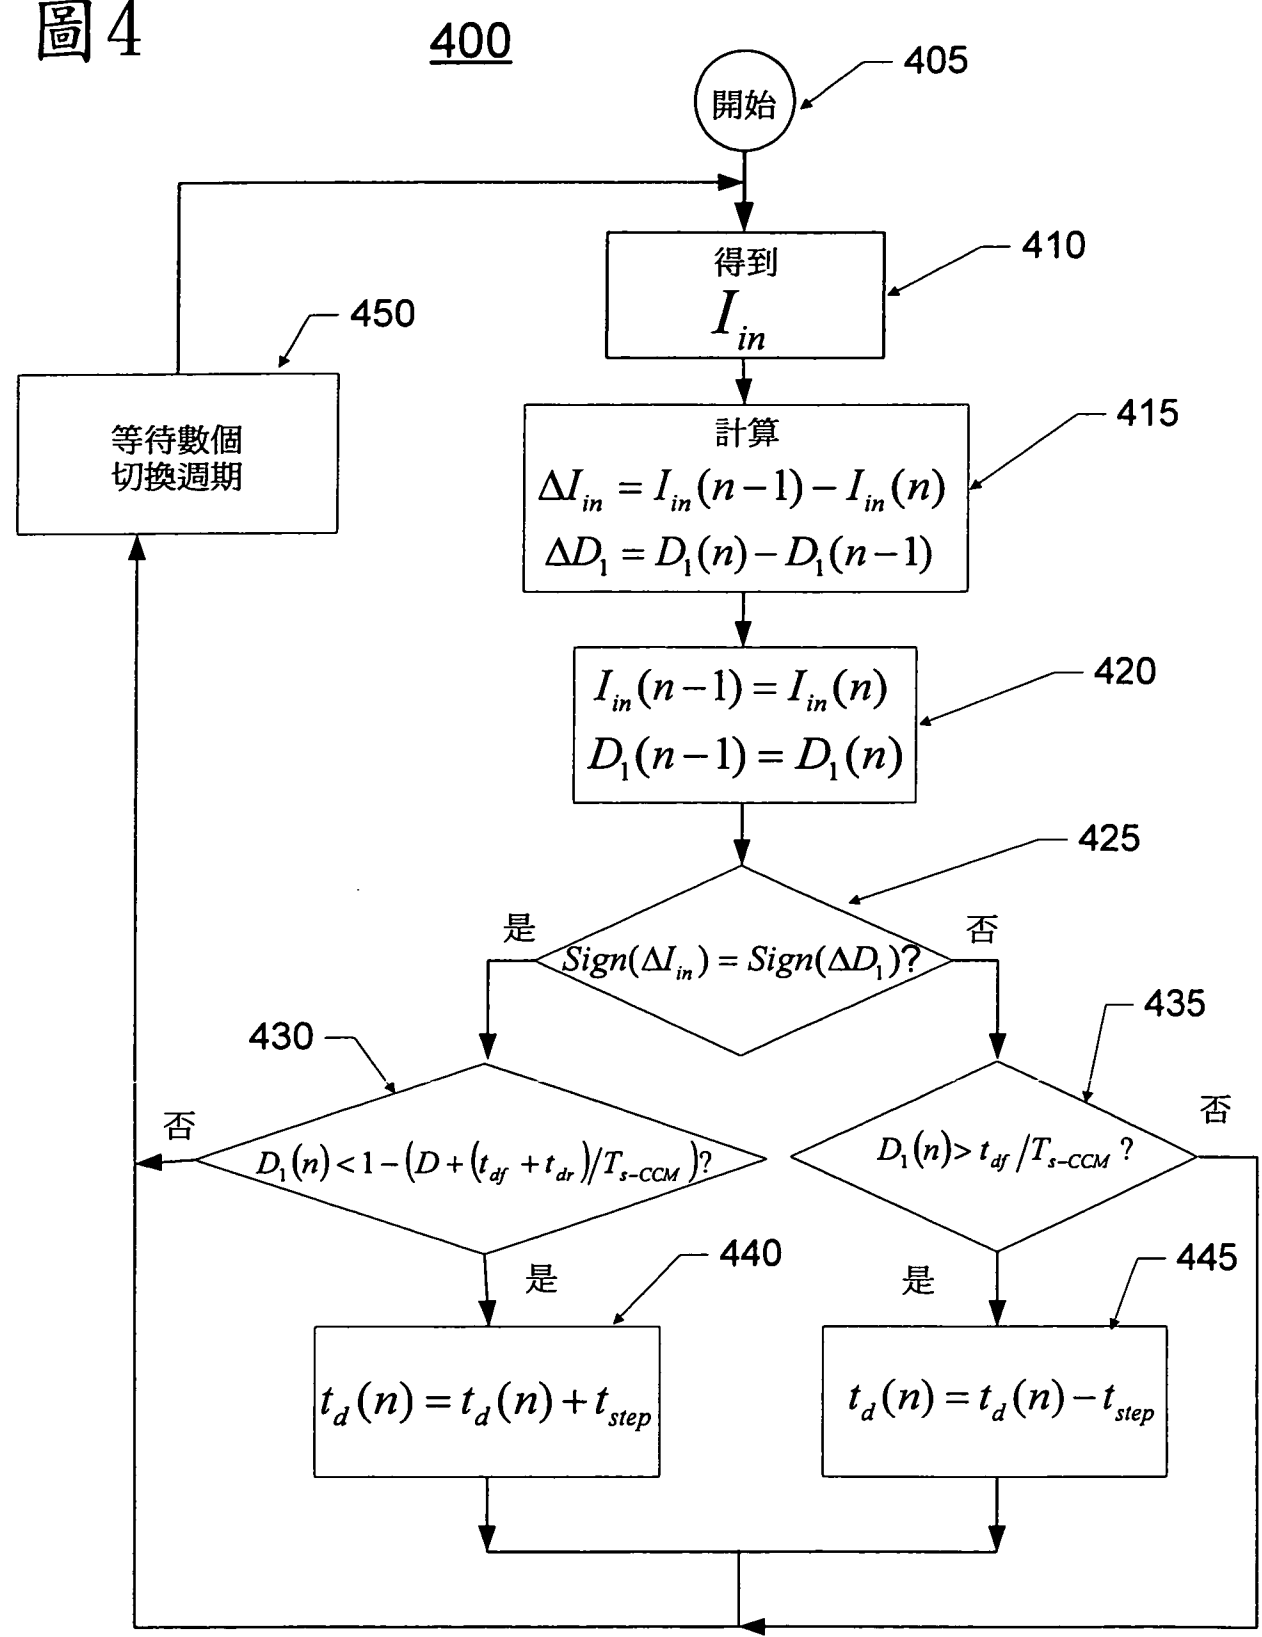 圖4
400
開始
405
得到
I_in
410
450
等待數個
切換週期
計算
ΔI_in = I_in(n−1) − I_in(n)
ΔD_1 = D_1(n) − D_1(n−1)
415
I_in(n−1) = I_in(n)
D_1(n−1) = D_1(n)
420
425
是
Sign(ΔI_in) = Sign(ΔD_1)?
否
430
435
否
D_1(n) < 1 − (D + (t_df + t_dr)/T_s−CCM)?
D_1(n) > t_df/T_s−CCM ?
否
是
440
是
445
t_d(n) = t_d(n) + t_step
t_d(n) = t_d(n) − t_step